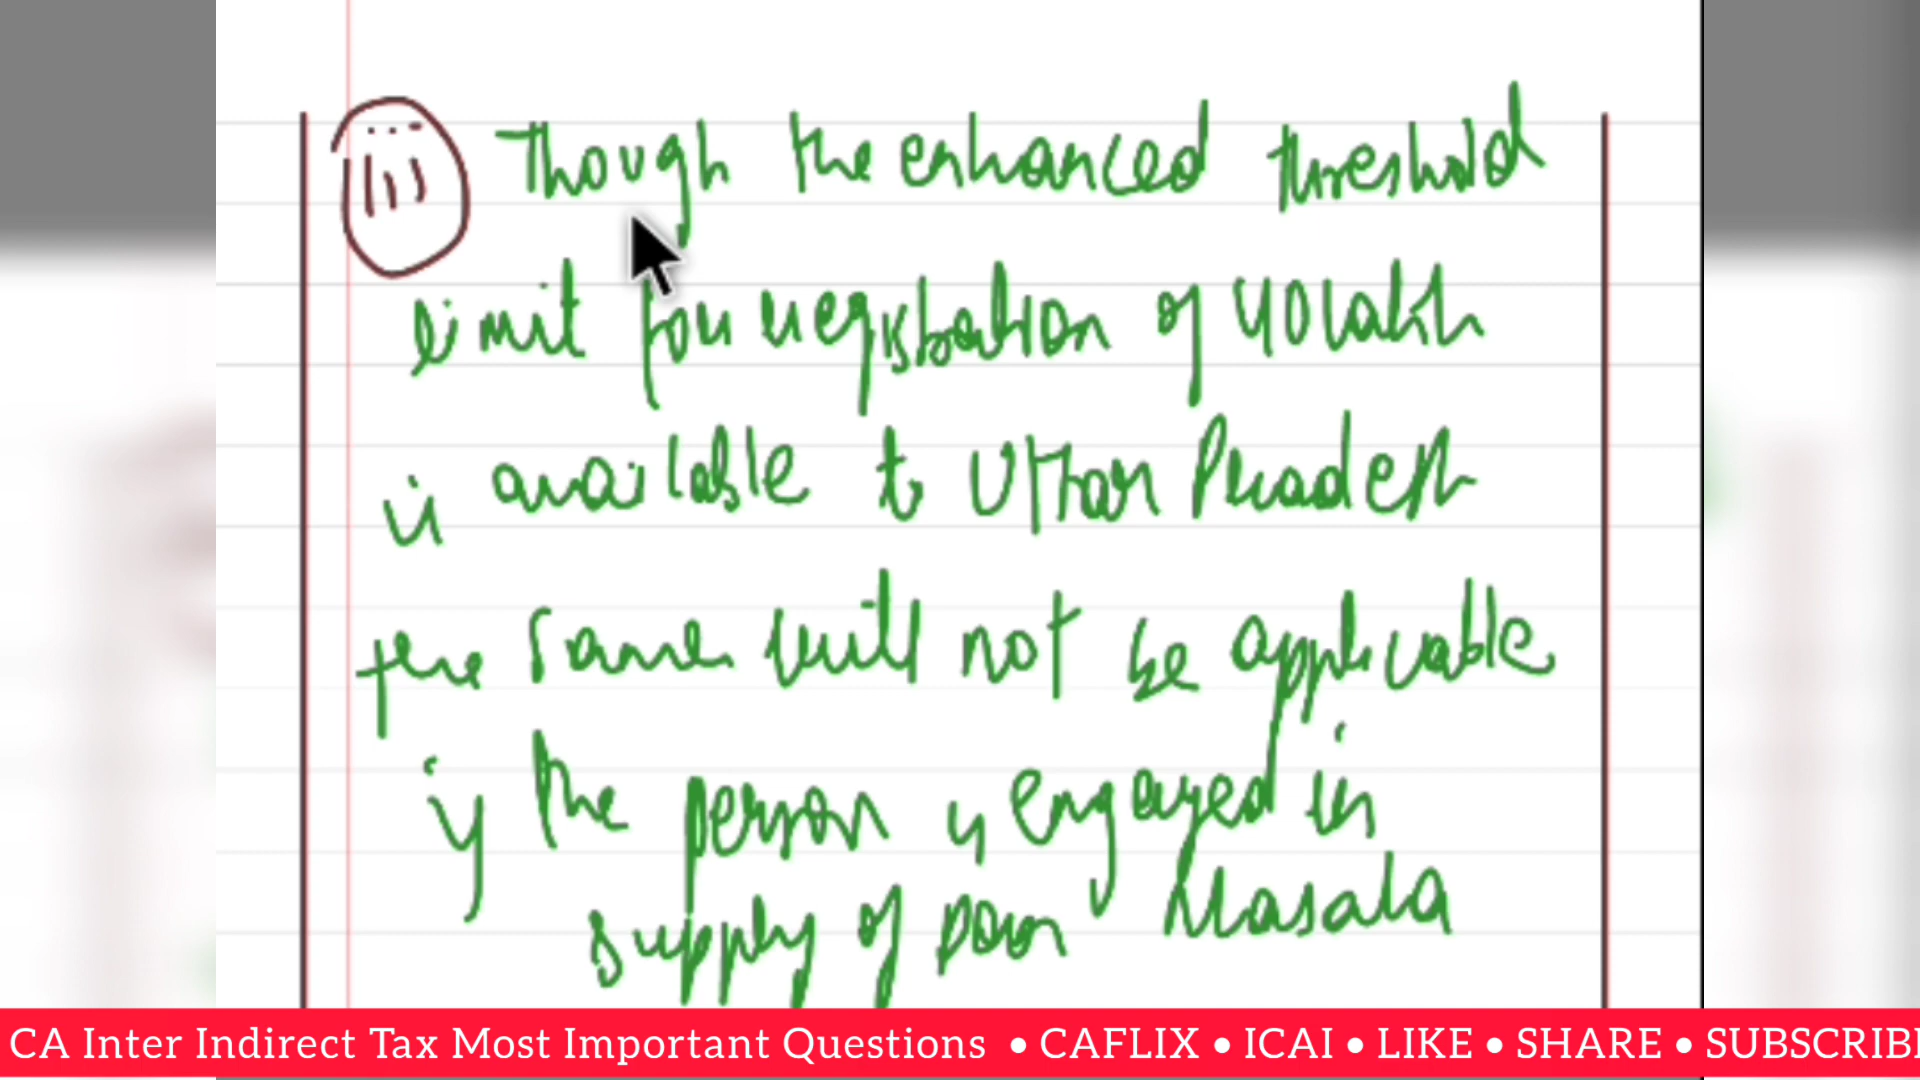 (iii) Though the enhanced threshold
limit for registration of 40 lakh
is available to Uttar Pradesh
the same will not be applicable
if the person is engaged in
supply of pan Masala
CA Inter Indirect Tax Most Important Questions • CAFLIX • ICAI • LIKE • SHARE • SUBSCRIB